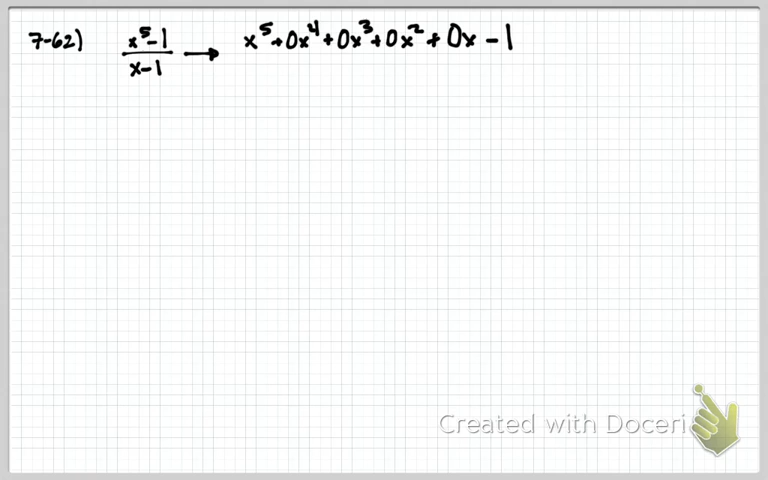 7-62) x⁵-1/x-1 → x⁵+0x⁴+0x³+0x²+0x-1
Created with Doceri